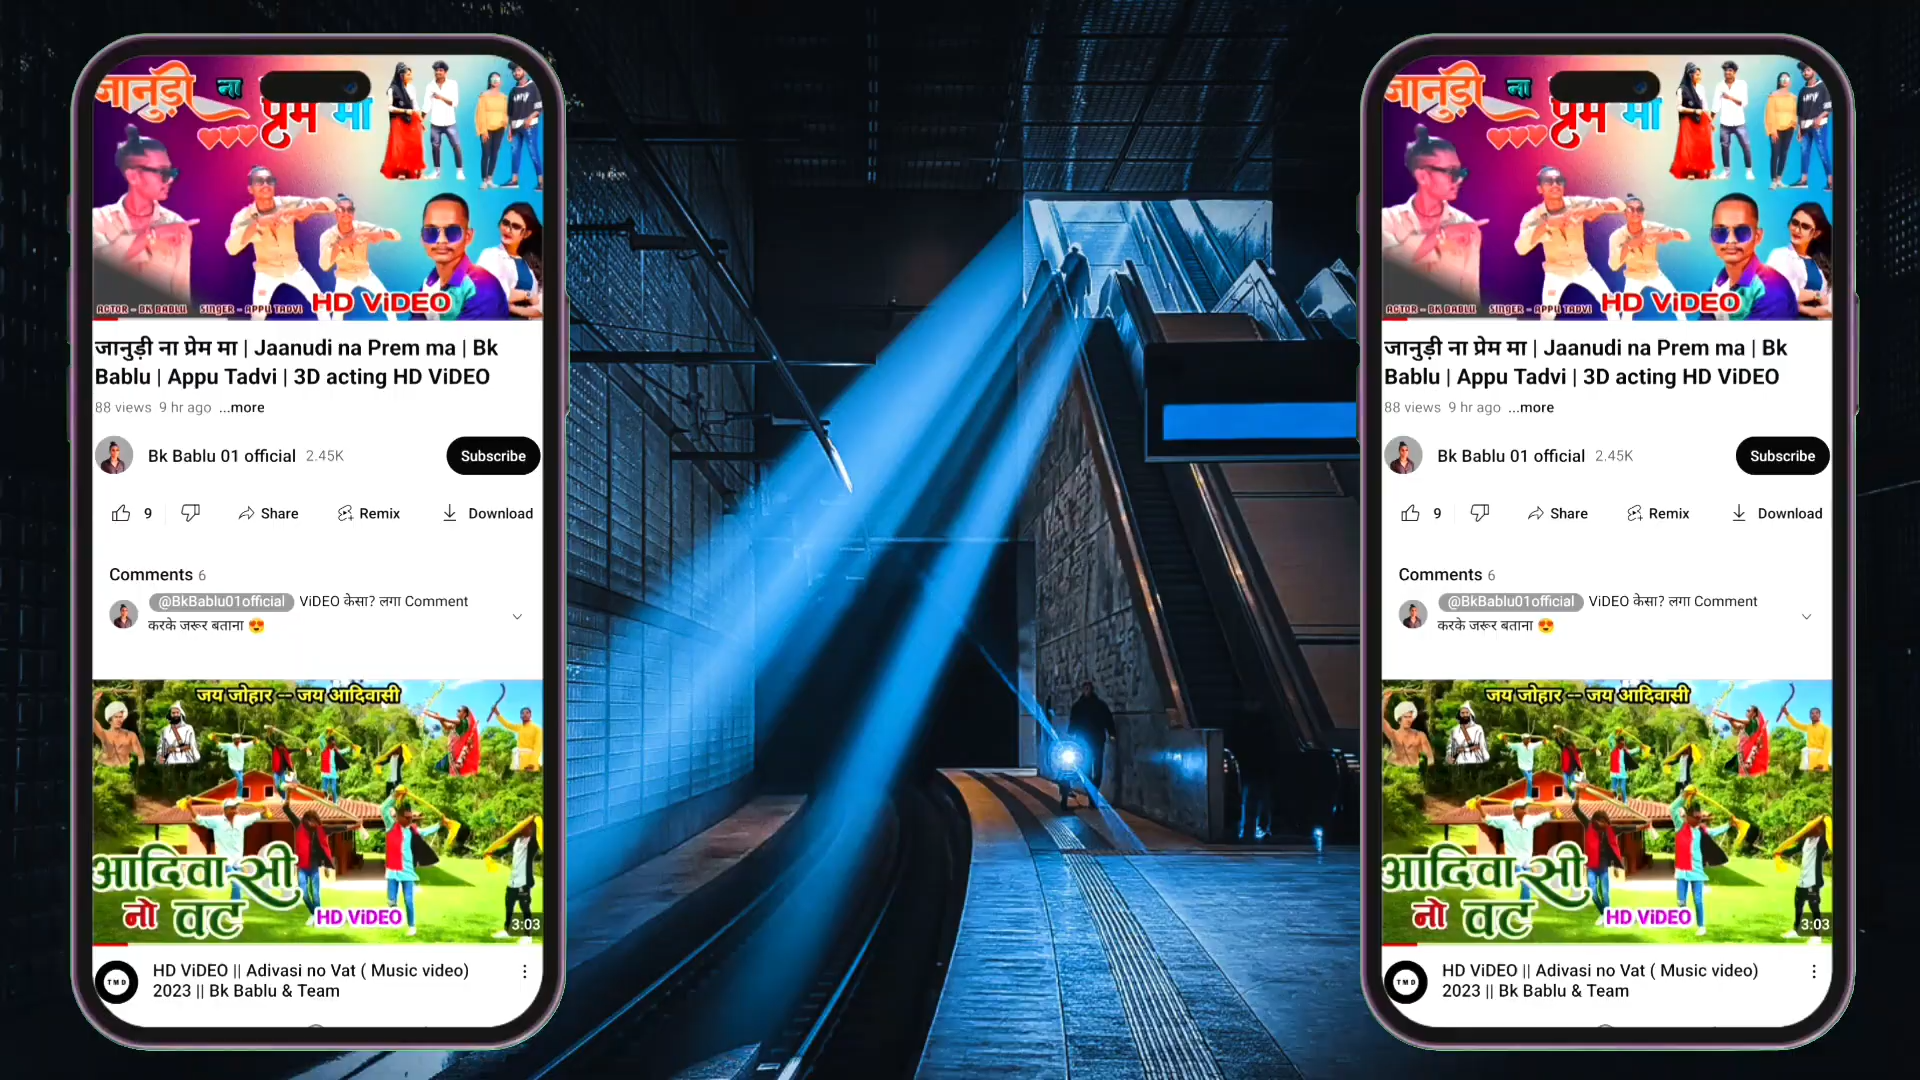 जानुड़ी ना
प्रेम मा
ACTOR - BK BABLU SINGER - APPU TADVI HD ViDEO
जानुड़ी ना प्रेम मा | Jaanudi na Prem ma | Bk
Bablu | Appu Tadvi | 3D acting HD ViDEO
88 views 9 hr ago ...more
Bk Bablu 01 official 2.45K Subscribe
9 Share Remix Download
Comments 6
@BkBablu01official ViDEO केसा? लगा Comment
करके जरूर बताना 😍
जय जोहार -- जय आदिवासी
आदिवासी
नो वट HD ViDEO
3:03
TMD
HD ViDEO || Adivasi no Vat ( Music video)
2023 || Bk Bablu & Team
जानुड़ी ना
प्रेम मा
ACTOR - BK BABLU SINGER - APPU TADVI HD ViDEO
जानुड़ी ना प्रेम मा | Jaanudi na Prem ma | Bk
Bablu | Appu Tadvi | 3D acting HD ViDEO
88 views 9 hr ago ...more
Bk Bablu 01 official 2.45K Subscribe
9 Share Remix Download
Comments 6
@BkBablu01official ViDEO केसा? लगा Comment
करके जरूर बताना 😍
जय जोहार -- जय आदिवासी
आदिवासी
नो वट HD ViDEO
3:03
TMD
HD ViDEO || Adivasi no Vat ( Music video)
2023 || Bk Bablu & Team